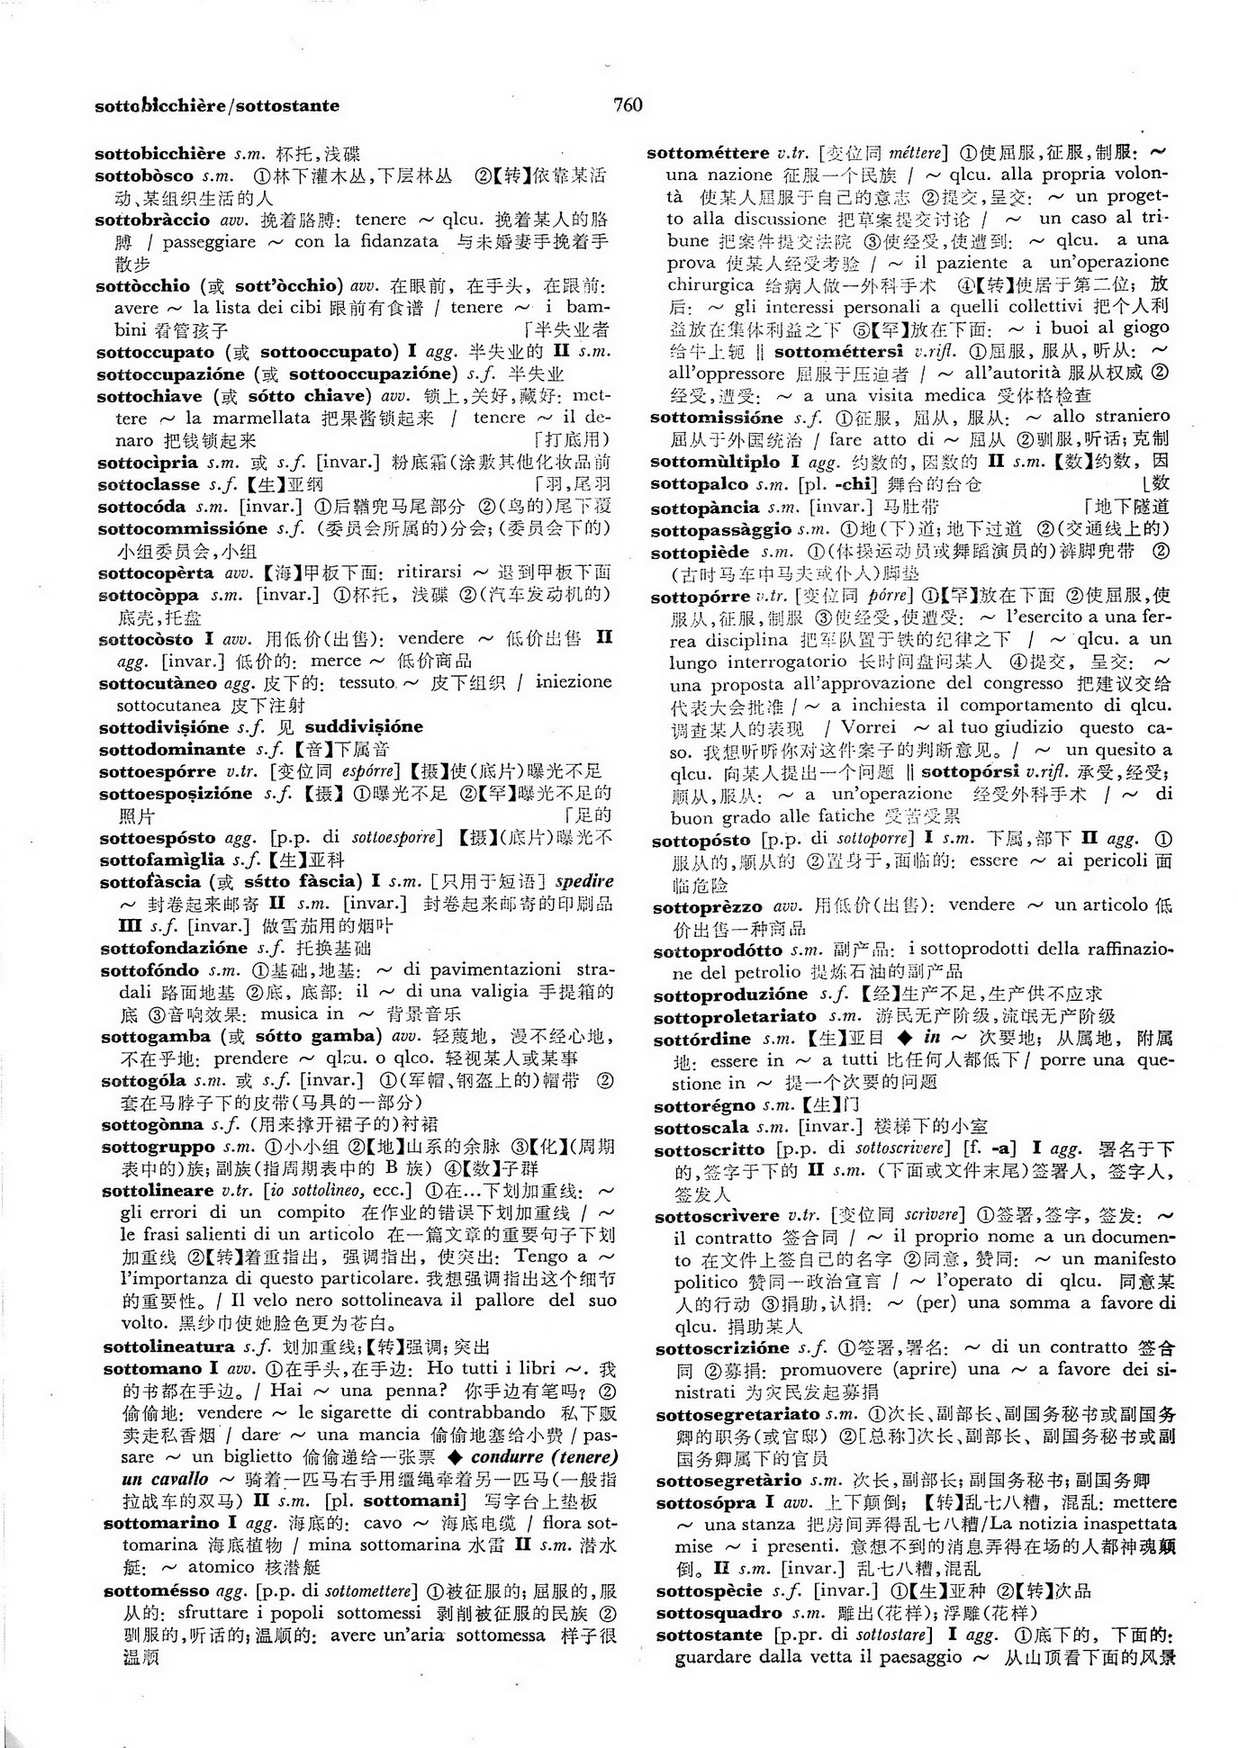 sottobicchière/sottostante
760
sottobicchière s.m. 杯托,浅碟
sottobòsco s.m. ①林下灌木丛,下层林丛 ②【转】依靠某活
动、某组织生活的人
sottobràccio avv. 挽着胳膊: tenere ～ qlcu. 挽着某人的胳
膊 / passeggiare ～ con la fidanzata 与未婚妻手挽着手
散步
sottòcchio (或 sott'òcchio) avv. 在眼前, 在手头, 在跟前:
avere ～ la lista dei cibi 跟前有食谱 / tenere ～ i bam-
bini 看管孩子 「半失业者
sottoccupato (或 sottooccupato) I agg. 半失业的 II s.m.
sottoccupazióne (或 sottooccupazióne) s.f. 半失业
sottochiave (或 sótto chiave) avv. 锁上,关好,藏好: met-
tere ～ la marmellata 把果酱锁起来 / tenere ～ il de-
naro 把钱锁起来 「打底用)
sottocìpria s.m. 或 s.f. [invar.] 粉底霜(涂敷其他化妆品前
sottoclasse s.f.【生】亚纲 「羽,尾羽
sottocóda s.m. [invar.] ①后鞧兜马尾部分 ②(鸟的)尾下覆
sottocommissióne s.f. (委员会所属的)分会; (委员会下的)
小组委员会,小组
sottocopèrta avv.【海】甲板下面: ritirarsi ～ 退到甲板下面
sottocòppa s.m. [invar.] ①杯托, 浅碟 ②(汽车发动机的)
底壳,托盘
sottocòsto I avv. 用低价(出售): vendere ～ 低价出售 II
agg. [invar.] 低价的: merce ～ 低价商品
sottocutàneo agg. 皮下的: tessuto ～ 皮下组织 / iniezione
sottocutanea 皮下注射
sottodivisióne s.f. 见 suddivisióne
sottodominante s.f.【音】下属音
sottoespórre v.tr. [变位同 espórre]【摄】使(底片)曝光不足
sottoesposizióne s.f.【摄】①曝光不足 ②【罕】曝光不足的
照片 「足的
sottoespósto agg. [p.p. di sottoesporre]【摄】(底片)曝光不
sottofamìglia s.f.【生】亚科
sottofàscia (或 sótto fàscia) I s.m. [只用于短语] spedire
～ 封卷起来邮寄 II s.m. [invar.] 封卷起来邮寄的印刷品
III s.f. [invar.] 做雪茄用的烟叶
sottofondazióne s.f. 托换基础
sottofóndo s.m. ①基础,地基: ～ di pavimentazioni stra-
dali 路面地基 ②底, 底部: il ～ di una valigia 手提箱的
底 ③音响效果: musica in ～ 背景音乐
sottogamba (或 sótto gamba) avv. 轻蔑地, 漫不经心地,
不在乎地: prendere ～ qlcu. o qlco. 轻视某人或某事
sottogóla s.m. 或 s.f. [invar.] ①(军帽、钢盔上的)帽带 ②
套在马脖子下的皮带(马具的一部分)
sottogònna s.f. (用来撑开裙子的)衬裙
sottogruppo s.m. ①小小组 ②【地】山系的余脉 ③【化】(周期
表中的)族; 副族(指周期表中的 B 族) ④【数】子群
sottolineare v.tr. [io sottolineo, ecc.] ①在…下划加重线: ～
gli errori di un compito 在作业的错误下划加重线 / ～
le frasi salienti di un articolo 在一篇文章的重要句子下划
加重线 ②【转】着重指出, 强调指出, 使突出: Tengo a ～
l'importanza di questo particolare. 我想强调指出这个细节
的重要性。/ Il velo nero sottolineava il pallore del suo
volto. 黑纱巾使她脸色更为苍白。
sottolineatura s.f. 划加重线;【转】强调; 突出
sottomano I avv. ①在手头,在手边: Ho tutti i libri ～. 我
的书都在手边。/ Hai ～ una penna? 你手边有笔吗? ②
偷偷地: vendere ～ le sigarette di contrabbando 私下贩
卖走私香烟 / dare ～ una mancia 偷偷地塞给小费 / pas-
sare ～ un biglietto 偷偷递给一张票 ◆ condurre (tenere)
un cavallo ～ 骑着一匹马右手用缰绳牵着另一匹马(一般指
拉战车的双马) II s.m. [pl. sottomani] 写字台上垫板
sottomarino I agg. 海底的: cavo ～ 海底电缆 / flora sot-
tomarina 海底植物 / mina sottomarina 水雷 II s.m. 潜水
艇: ～ atomico 核潜艇
sottomésso agg. [p.p. di sottomettere] ①被征服的; 屈服的,服
从的: sfruttare i popoli sottomessi 剥削被征服的民族 ②
驯服的,听话的; 温顺的: avere un'aria sottomessa 样子很
温顺
sottométtere v.tr. [变位同 méttere] ①使屈服,征服,制服: ～
una nazione 征服一个民族 / ～ qlcu. alla propria volon-
tà 使某人屈服于自己的意志 ②提交,呈交: ～ un proget-
to alla discussione 把草案提交讨论 / ～ un caso al tri-
bune 把案件提交法院 ③使经受,使遭到: ～ qlcu. a una
prova 使某人经受考验 / ～ il paziente a un'operazione
chirurgica 给病人做一外科手术 ④【转】使居于第二位; 放
后: ～ gli interessi personali a quelli collettivi 把个人利
益放在集体利益之下 ⑤【罕】放在下面: ～ i buoi al giogo
给牛上轭 ‖ sottométtersi v.rifl. ①屈服, 服从, 听从: ～
all'oppressore 屈服于压迫者 / ～ all'autorità 服从权威 ②
经受,遭受: ～ a una visita medica 受体格检查
sottomissióne s.f. ①征服, 屈从, 服从: ～ allo straniero
屈从于外国统治 / fare atto di ～ 屈从 ②驯服,听话; 克制
sottomùltiplo I agg. 约数的, 因数的 II s.m.【数】约数, 因
sottopalco s.m. [pl. -chi] 舞台的台仓 ⌊数
sottopància s.m. [invar.] 马肚带 「地下隧道
sottopassàggio s.m. ①地(下)道; 地下过道 ②(交通线上的)
sottopiède s.m. ①(体操运动员或舞蹈演员的)裤脚兜带 ②
(古时马车中马夫或仆人)脚垫
sottopórre v.tr. [变位同 pórre] ①【罕】放在下面 ②使屈服,使
服从,征服,制服 ③使经受,使遭受: ～ l'esercito a una fer-
rea disciplina 把军队置于铁的纪律之下 / ～ qlcu. a un
lungo interrogatorio 长时间盘问某人 ④提交, 呈交: ～
una proposta all'approvazione del congresso 把建议交给
代表大会批准 / ～ a inchiesta il comportamento di qlcu.
调查某人的表现 / Vorrei ～ al tuo giudizio questo ca-
so. 我想听听你对这件案子的判断意见。/ ～ un quesito a
qlcu. 向某人提出一个问题 ‖ sottopórsi v.rifl. 承受,经受;
顺从,服从: ～ a un'operazione 经受外科手术 / ～ di
buon grado alle fatiche 受苦受累
sottopósto [p.p. di sottoporre] I s.m. 下属,部下 II agg. ①
服从的,顺从的 ②置身于,面临的: essere ～ ai pericoli 面
临危险
sottoprèzzo avv. 用低价(出售): vendere ～ un articolo 低
价出售一种商品
sottoprodótto s.m. 副产品: i sottoprodotti della raffinazio-
ne del petrolio 提炼石油的副产品
sottoproduzióne s.f.【经】生产不足,生产供不应求
sottoproletariato s.m. 游民无产阶级,流氓无产阶级
sottórdine s.m.【生】亚目 ◆ in ～ 次要地; 从属地, 附属
地: essere in ～ a tutti 比任何人都低下 / porre una que-
stione in ～ 提一个次要的问题
sottorégno s.m.【生】门
sottoscala s.m. [invar.] 楼梯下的小室
sottoscritto [p.p. di sottoscrivere] [f. -a] I agg. 署名于下
的,签字于下的 II s.m. (下面或文件末尾)签署人, 签字人,
签发人
sottoscrìvere v.tr. [变位同 scrìvere] ①签署,签字, 签发: ～
il contratto 签合同 / ～ il proprio nome a un documen-
to 在文件上签自己的名字 ②同意, 赞同: ～ un manifesto
politico 赞同一政治宣言 / ～ l'operato di qlcu. 同意某
人的行动 ③捐助,认捐: ～ (per) una somma a favore di
qlcu. 捐助某人
sottoscrizióne s.f. ①签署,署名: ～ di un contratto 签合
同 ②募捐: promuovere (aprire) una ～ a favore dei si-
nistrati 为灾民发起募捐
sottosegretariato s.m. ①次长、副部长、副国务秘书或副国务
卿的职务(或官邸) ②[总称]次长、副部长、副国务秘书或副
国务卿属下的官员
sottosegretàrio s.m. 次长,副部长; 副国务秘书; 副国务卿
sottosópra I avv. 上下颠倒; 【转】乱七八糟, 混乱: mettere
～ una stanza 把房间弄得乱七八糟/La notizia inaspettata
mise ～ i presenti. 意想不到的消息弄得在场的人都神魂颠
倒。II s.m. [invar.] 乱七八糟,混乱
sottospècie s.f. [invar.] ①【生】亚种 ②【转】次品
sottosquadro s.m. 雕出(花样); 浮雕(花样)
sottostante [p.pr. di sottostare] I agg. ①底下的, 下面的:
guardare dalla vetta il paesaggio ～ 从山顶看下面的风景